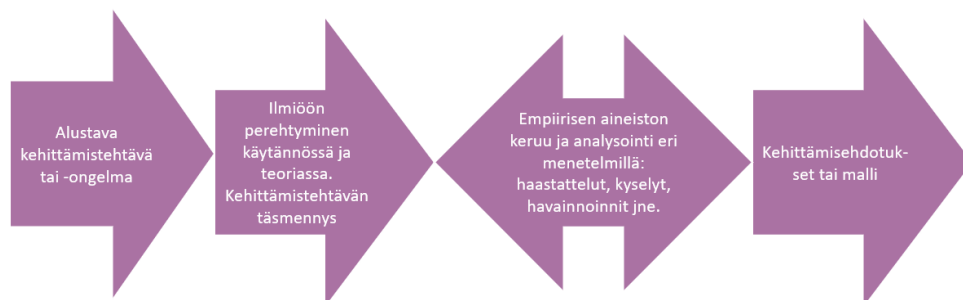 Alustava
kehittämistehtävä
tai -ongelma
Ilmiöön
perehtyminen
käytännössä ja
teoriassa.
Kehittämistehtävän
täsmennys
Empiirisen aineiston
keruu ja analysointi eri
menetelmillä:
haastattelut, kyselyt,
havainnoinnit jne.
Kehittämisehdotuk-
set tai malli